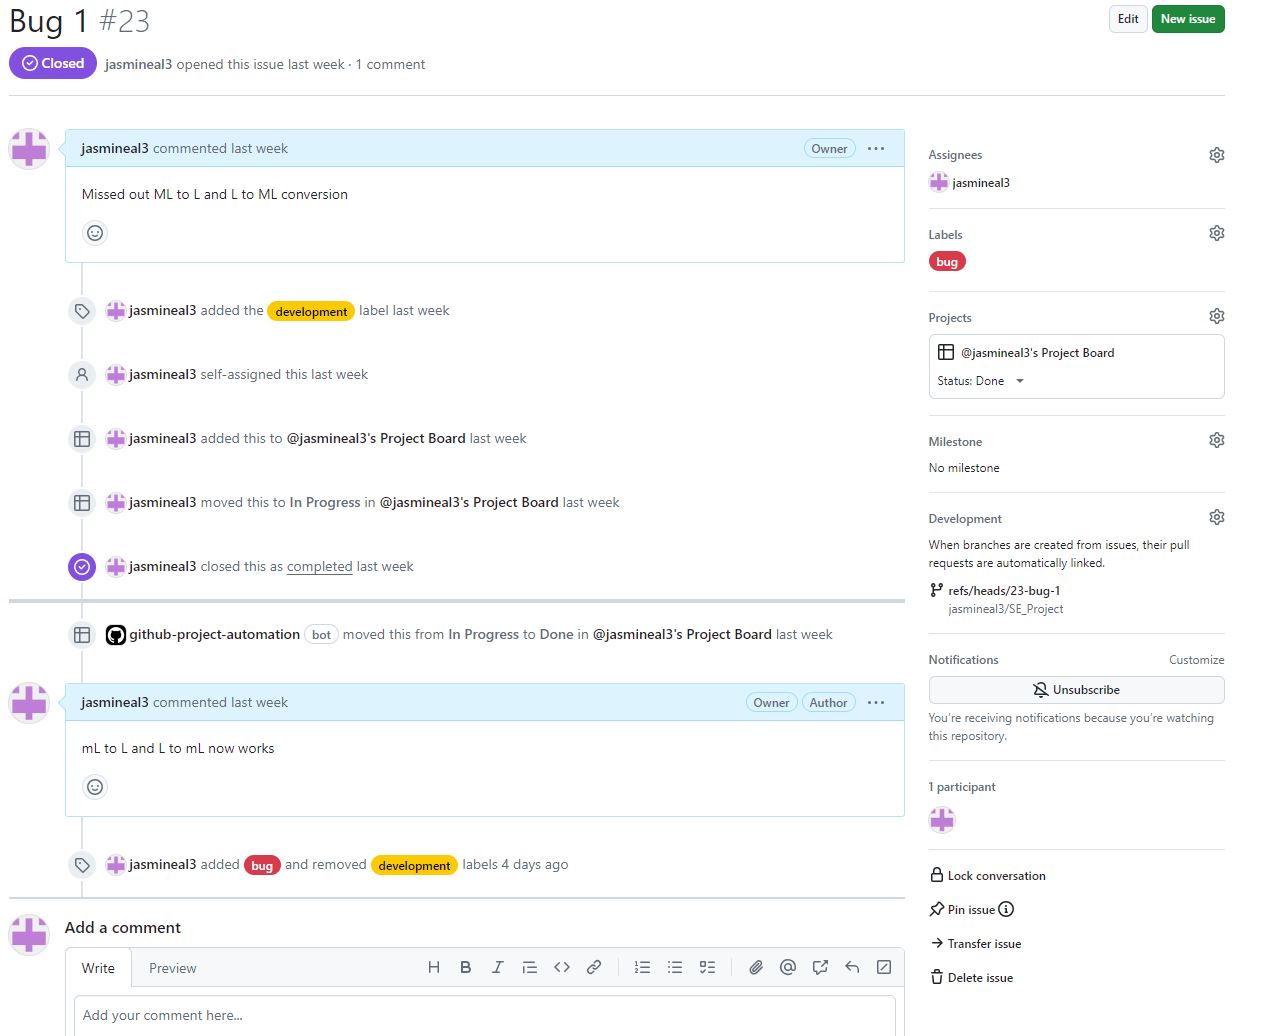 Bug 1 #23
Edit
New issue
Closed
jasmineal3 opened this issue last week · 1 comment
jasmineal3 commented last week
Owner
Missed out ML to L and L to ML conversion
jasmineal3 added the development label last week
jasmineal3 self-assigned this last week
jasmineal3 added this to @jasmineal3's Project Board last week
jasmineal3 moved this to In Progress in @jasmineal3's Project Board last week
jasmineal3 closed this as completed last week
github-project-automation bot moved this from In Progress to Done in @jasmineal3's Project Board last week
jasmineal3 commented last week
Owner
Author
mL to L and L to mL now works
jasmineal3 added bug and removed development labels 4 days ago
Add a comment
Write
Preview
Add your comment here...
Assignees
jasmineal3
Labels
bug
Projects
@jasmineal3's Project Board
Status: Done
Milestone
No milestone
Development
When branches are created from issues, their pull
requests are automatically linked.
refs/heads/23-bug-1
jasmineal3/SE_Project
Notifications
Customize
Unsubscribe
You're receiving notifications because you're watching
this repository.
1 participant
Lock conversation
Pin issue
Transfer issue
Delete issue